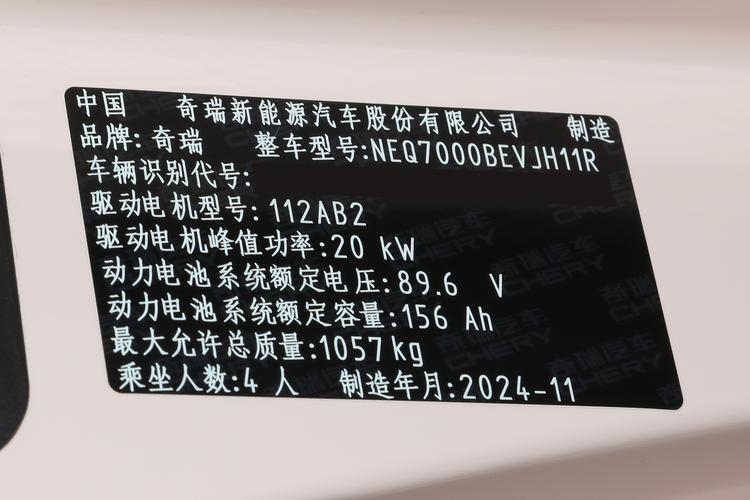 中国 奇瑞新能源汽车股份有限公司 制造
品牌:奇瑞 整车型号:NEQ7000BEVJH11R
车辆识别代号:
驱动电机型号:112AB2
驱动电机峰值功率:20 kW
动力电池系统额定电压:89.6 V
动力电池系统额定容量:156 Ah
最大允许总质量:1057kg
乘坐人数:4 人 制造年月:2024-11